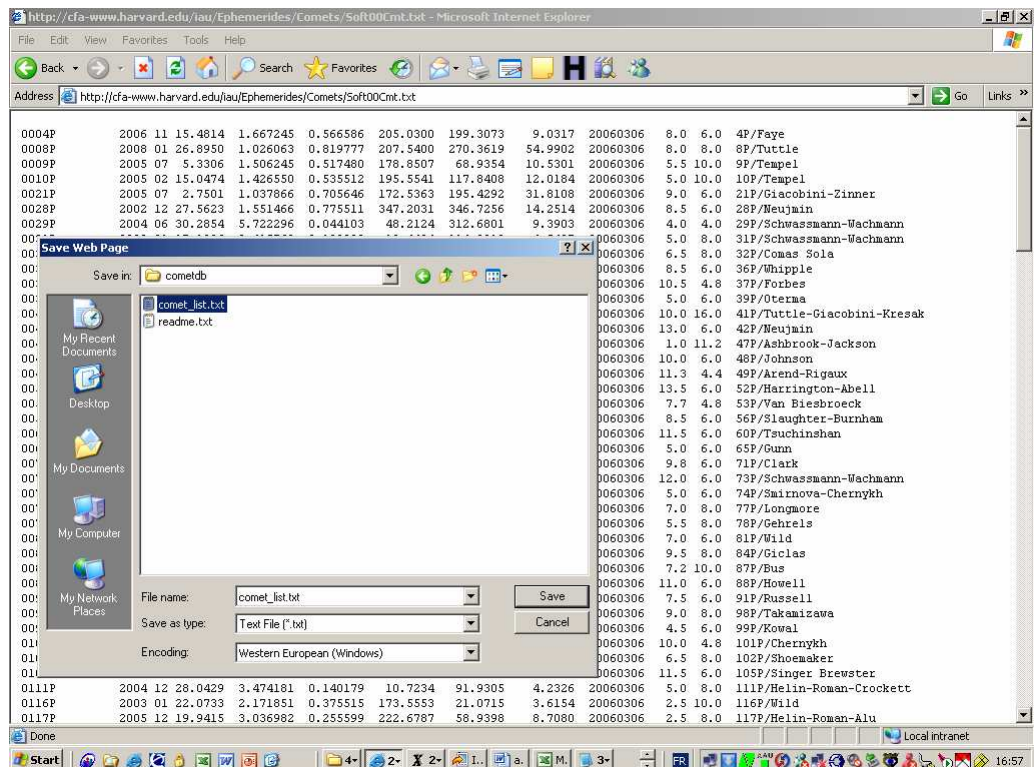 http://cfa-www.harvard.edu/iau/Ephemerides/Comets/Soft00Cmt.txt - Microsoft Internet Explorer
File Edit View Favorites Tools Help
Back Search Favorites
Address http://cfa-www.harvard.edu/iau/Ephemerides/Comets/Soft00Cmt.txt Go Links »
0004P 2006 11 15.4814 1.667245 0.566586 205.0300 199.3073 9.0317 20060306 8.0 6.0 4P/Faye
0008P 2008 01 26.8950 1.026063 0.819777 207.5400 270.3619 54.9902 20060306 8.0 8.0 8P/Tuttle
0009P 2005 07 5.3306 1.506245 0.517480 178.8507 68.9354 10.5301 20060306 5.5 10.0 9P/Tempel
0010P 2005 02 15.0474 1.426550 0.535512 195.5541 117.8408 12.0184 20060306 5.0 10.0 10P/Tempel
0021P 2005 07 2.7501 1.037866 0.705646 172.5363 195.4292 31.8108 20060306 9.0 6.0 21P/Giacobini-Zinner
0028P 2002 12 27.5623 1.551466 0.775511 347.2031 346.7256 14.2514 20060306 8.5 6.0 28P/Neujmin
0029P 2004 06 30.2854 5.722296 0.044103 48.2124 312.6801 9.3903 20060306 4.0 4.0 29P/Schwassmann-Wachmann
0060306 5.0 8.0 31P/Schwassmann-Wachmann
0060306 6.5 8.0 32P/Comas Sola
0060306 8.5 6.0 36P/Whipple
0060306 10.5 4.8 37P/Forbes
0060306 5.0 6.0 39P/Oterma
0060306 10.0 16.0 41P/Tuttle-Giacobini-Kresak
0060306 13.0 6.0 42P/Neujmin
0060306 1.0 11.2 47P/Ashbrook-Jackson
0060306 10.0 6.0 48P/Johnson
0060306 11.3 4.4 49P/Arend-Rigaux
0060306 13.5 6.0 52P/Harrington-Abell
0060306 7.7 4.8 53P/Van Biesbroeck
0060306 8.5 6.0 56P/Slaughter-Burnham
0060306 11.5 6.0 60P/Tsuchinshan
0060306 5.0 6.0 65P/Gunn
0060306 9.8 6.0 71P/Clark
0060306 12.0 6.0 73P/Schwassmann-Wachmann
0060306 5.0 6.0 74P/Smirnova-Chernykh
0060306 7.0 8.0 77P/Longmore
0060306 5.5 8.0 78P/Gehrels
0060306 7.0 6.0 81P/Wild
0060306 9.5 8.0 84P/Giclas
0060306 7.2 10.0 87P/Bus
0060306 11.0 6.0 88P/Howell
0060306 7.5 6.0 91P/Russell
0060306 9.0 8.0 98P/Takamizawa
0060306 4.5 6.0 99P/Kowal
0060306 10.0 4.8 101P/Chernykh
0060306 6.5 8.0 102P/Shoemaker
0060306 11.5 6.0 105P/Singer Brewster
0111P 2004 12 28.0429 3.474181 0.140179 10.7234 91.9305 4.2326 20060306 5.0 8.0 111P/Helin-Roman-Crockett
0116P 2003 01 22.0733 2.171851 0.375515 173.5553 21.0715 3.6154 20060306 2.5 10.0 116P/Wild
0117P 2005 12 19.9415 3.036982 0.255599 222.6787 58.9398 8.7080 20060306 2.5 8.0 117P/Helin-Roman-Alu
Save Web Page
Save in: cometdb
comet_list.txt
readme.txt
My Recent Documents
Desktop
My Documents
My Computer
My Network Places
File name: comet_list.txt Save
Save as type: Text File (*.txt) Cancel
Encoding: Western European (Windows)
Done Local intranet
Start 4 2 X 2 I.. a. M. 3 FR 16:57